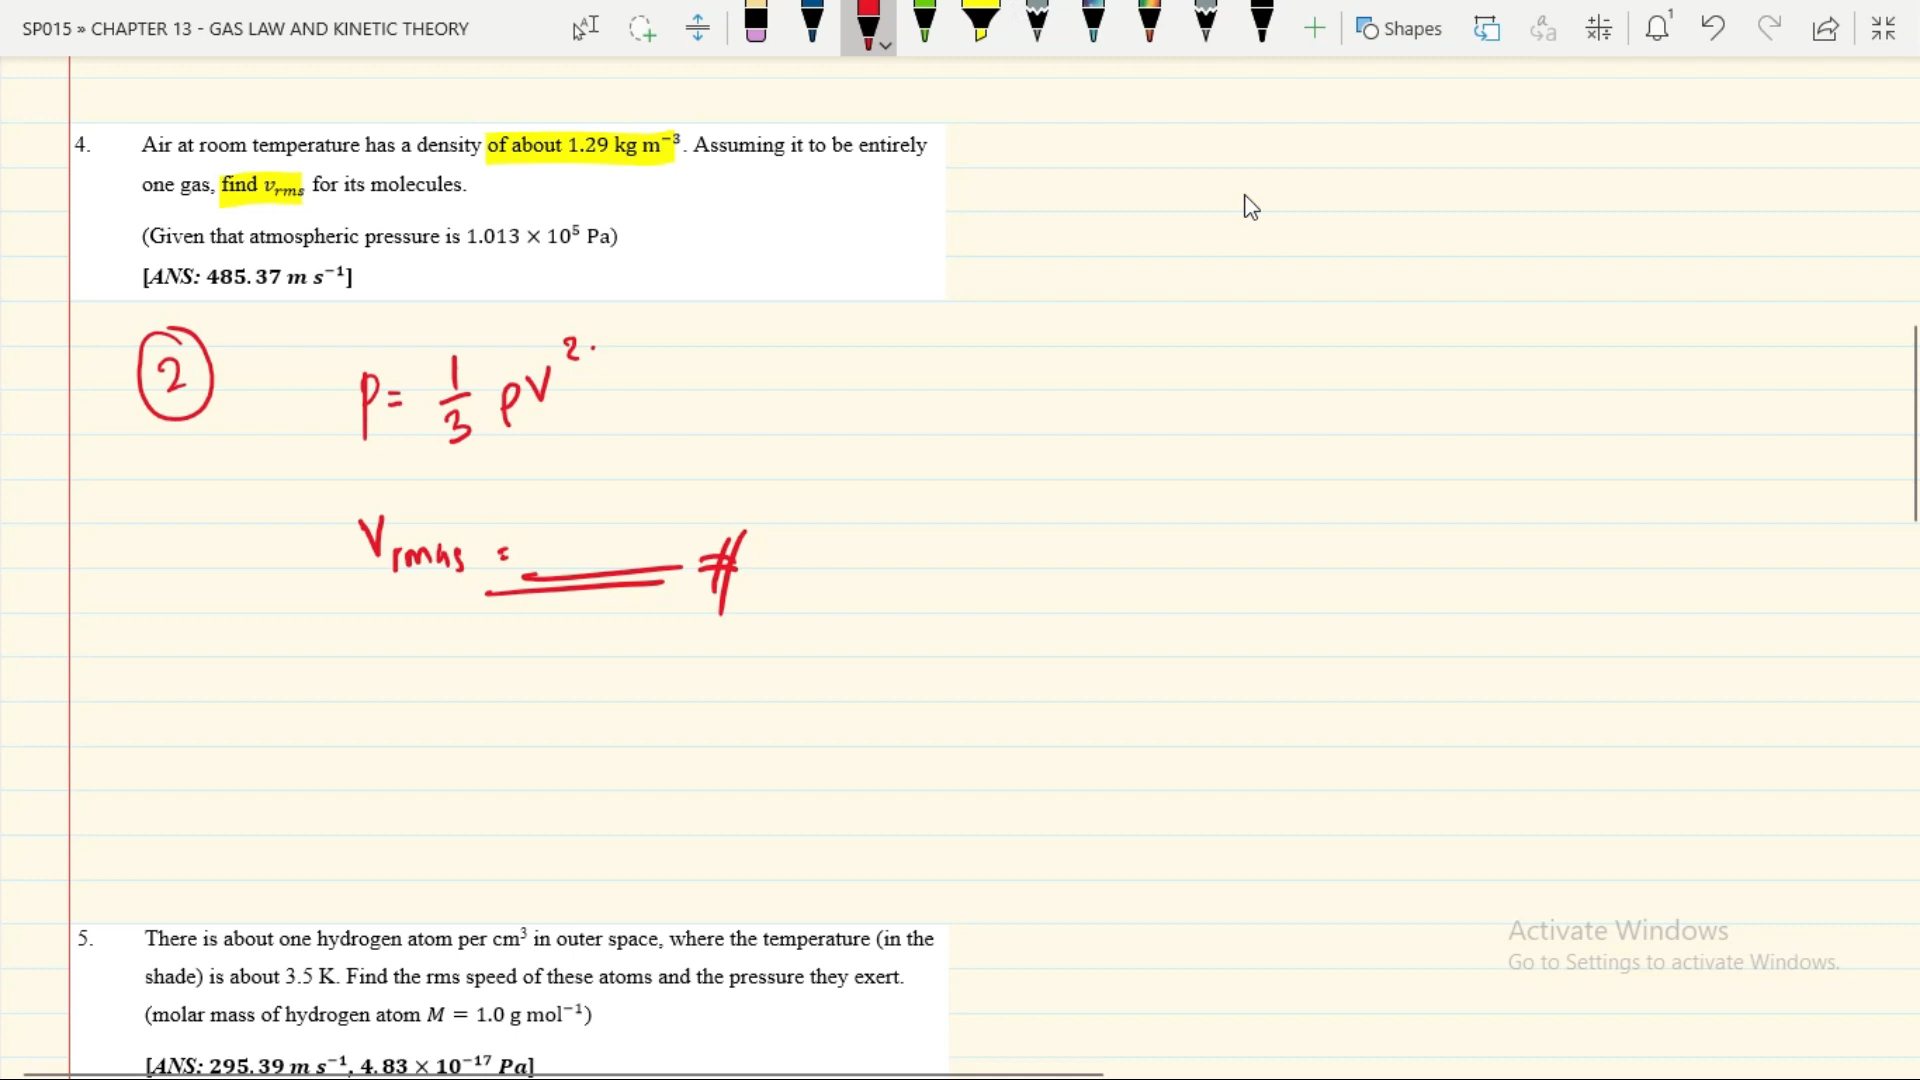 SP015 » CHAPTER 13 - GAS LAW AND KINETIC THEORY
Shapes
1
4. Air at room temperature has a density of about 1.29 kg m⁻³. Assuming it to be entirely
one gas, find v_rms for its molecules.
(Given that atmospheric pressure is 1.013 × 10⁵ Pa)
[ANS: 485.37 m s⁻¹]
2
P = 1/3 ρv².
V rms = #
5. There is about one hydrogen atom per cm³ in outer space, where the temperature (in the
shade) is about 3.5 K. Find the rms speed of these atoms and the pressure they exert.
(molar mass of hydrogen atom M = 1.0 g mol⁻¹)
[ANS: 295.39 m s⁻¹, 4.83 × 10⁻¹⁷ Pa]
Activate Windows
Go to Settings to activate Windows.